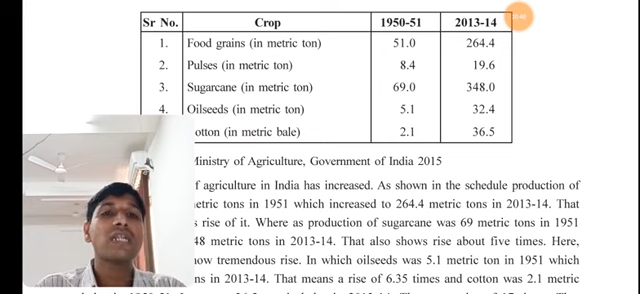 Sr No. Crop 1950-51 2013-14
1. Food grains (in metric ton) 51.0 264.4
2. Pulses (in metric ton) 8.4 19.6
3. Sugarcane (in metric ton) 69.0 348.0
4. Oilseeds (in metric ton) 5.1 32.4
otton (in metric bale) 2.1 36.5
Ministry of Agriculture, Government of India 2015
f agriculture in India has increased. As shown in the schedule production of
etric tons in 1951 which increased to 264.4 metric tons in 2013-14. That
s rise of it. Where as production of sugarcane was 69 metric tons in 1951
48 metric tons in 2013-14. That also shows rise about five times. Here,
ow tremendous rise. In which oilseeds was 5.1 metric ton in 1951 which
ns in 2013-14. That means a rise of 6.35 times and cotton was 2.1 metric